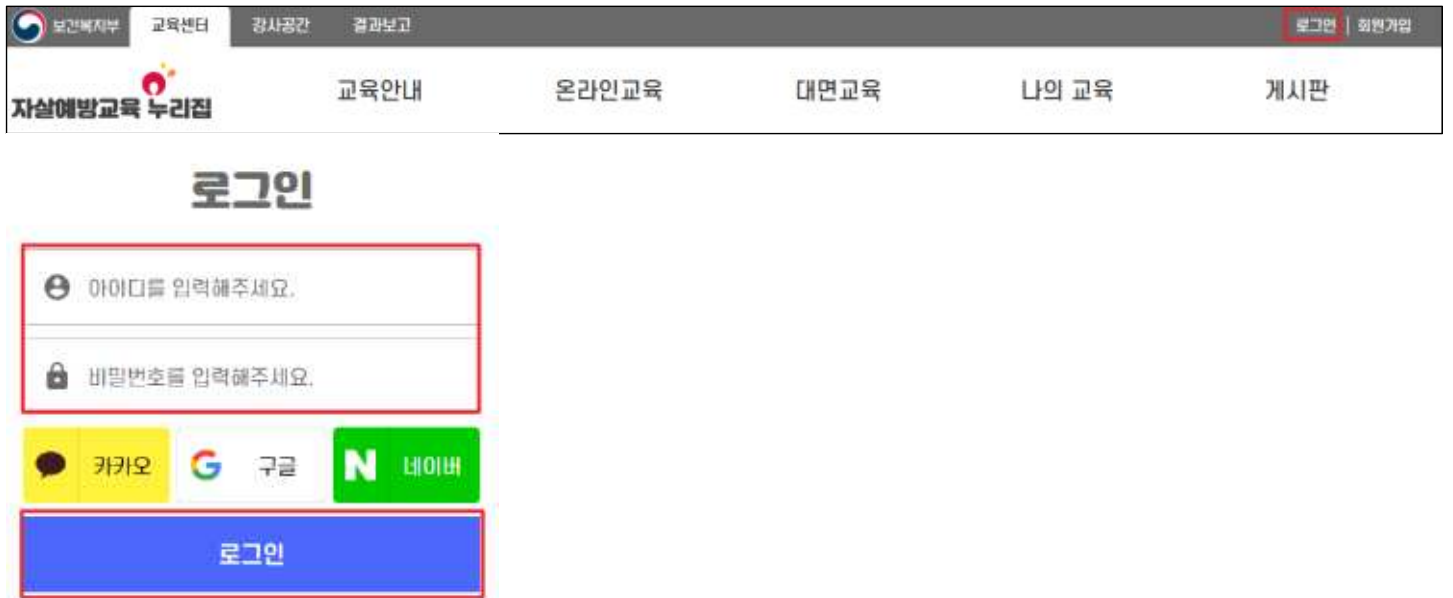 보건복지부 교육센터 강사공간 결과보고 로그인 | 회원가입
자살예방교육 누리집 교육안내 온라인교육 대면교육 나의 교육 게시판
로그인
아이디를 입력해주세요.
비밀번호를 입력해주세요.
카카오 구글 네이버
로그인